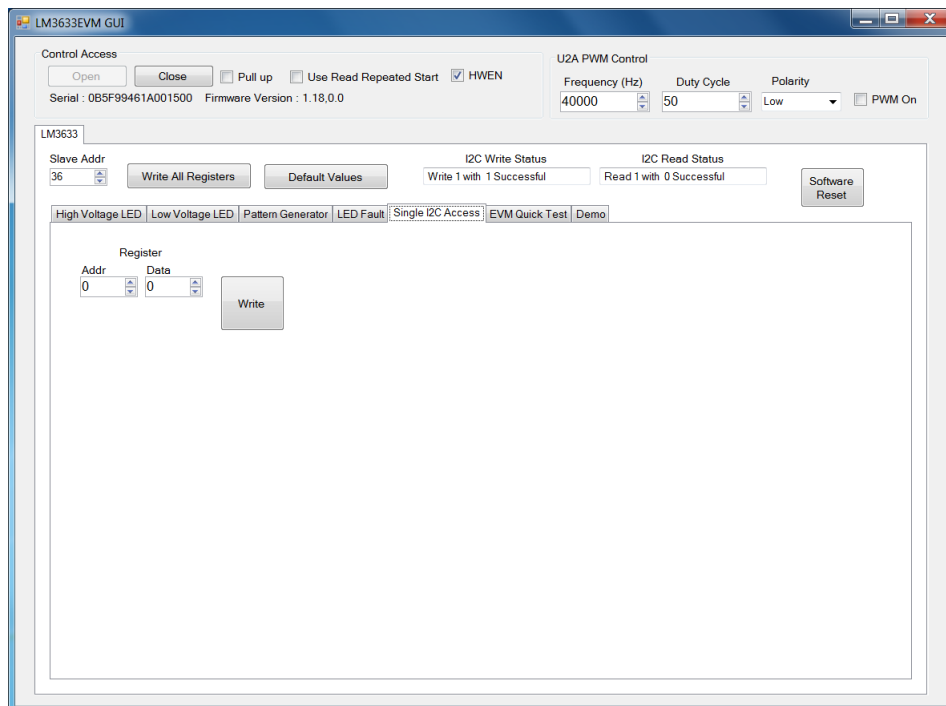 LM3633EVM GUI
Control Access
Open
Close
Pull up
Use Read Repeated Start
HWEN
Serial : 0B5F99461A001500 Firmware Version : 1.18,0.0
U2A PWM Control
Frequency (Hz)
Duty Cycle
Polarity
40000
50
Low
PWM On
LM3633
Slave Addr
36
Write All Registers
Default Values
I2C Write Status
Write 1 with 1 Successful
I2C Read Status
Read 1 with 0 Successful
Software
Reset
High Voltage LED
Low Voltage LED
Pattern Generator
LED Fault
Single I2C Access
EVM Quick Test
Demo
Register
Addr
Data
0
0
Write